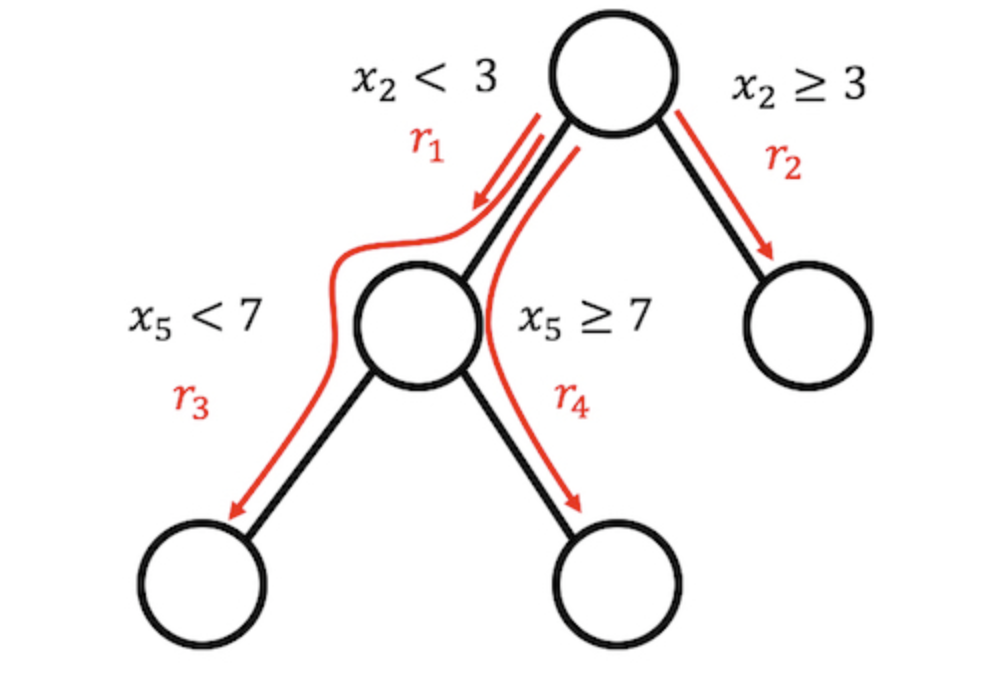 x₂ < 3
x₂ ≥ 3
r₁
r₂
x₅ < 7
x₅ ≥ 7
r₃
r₄